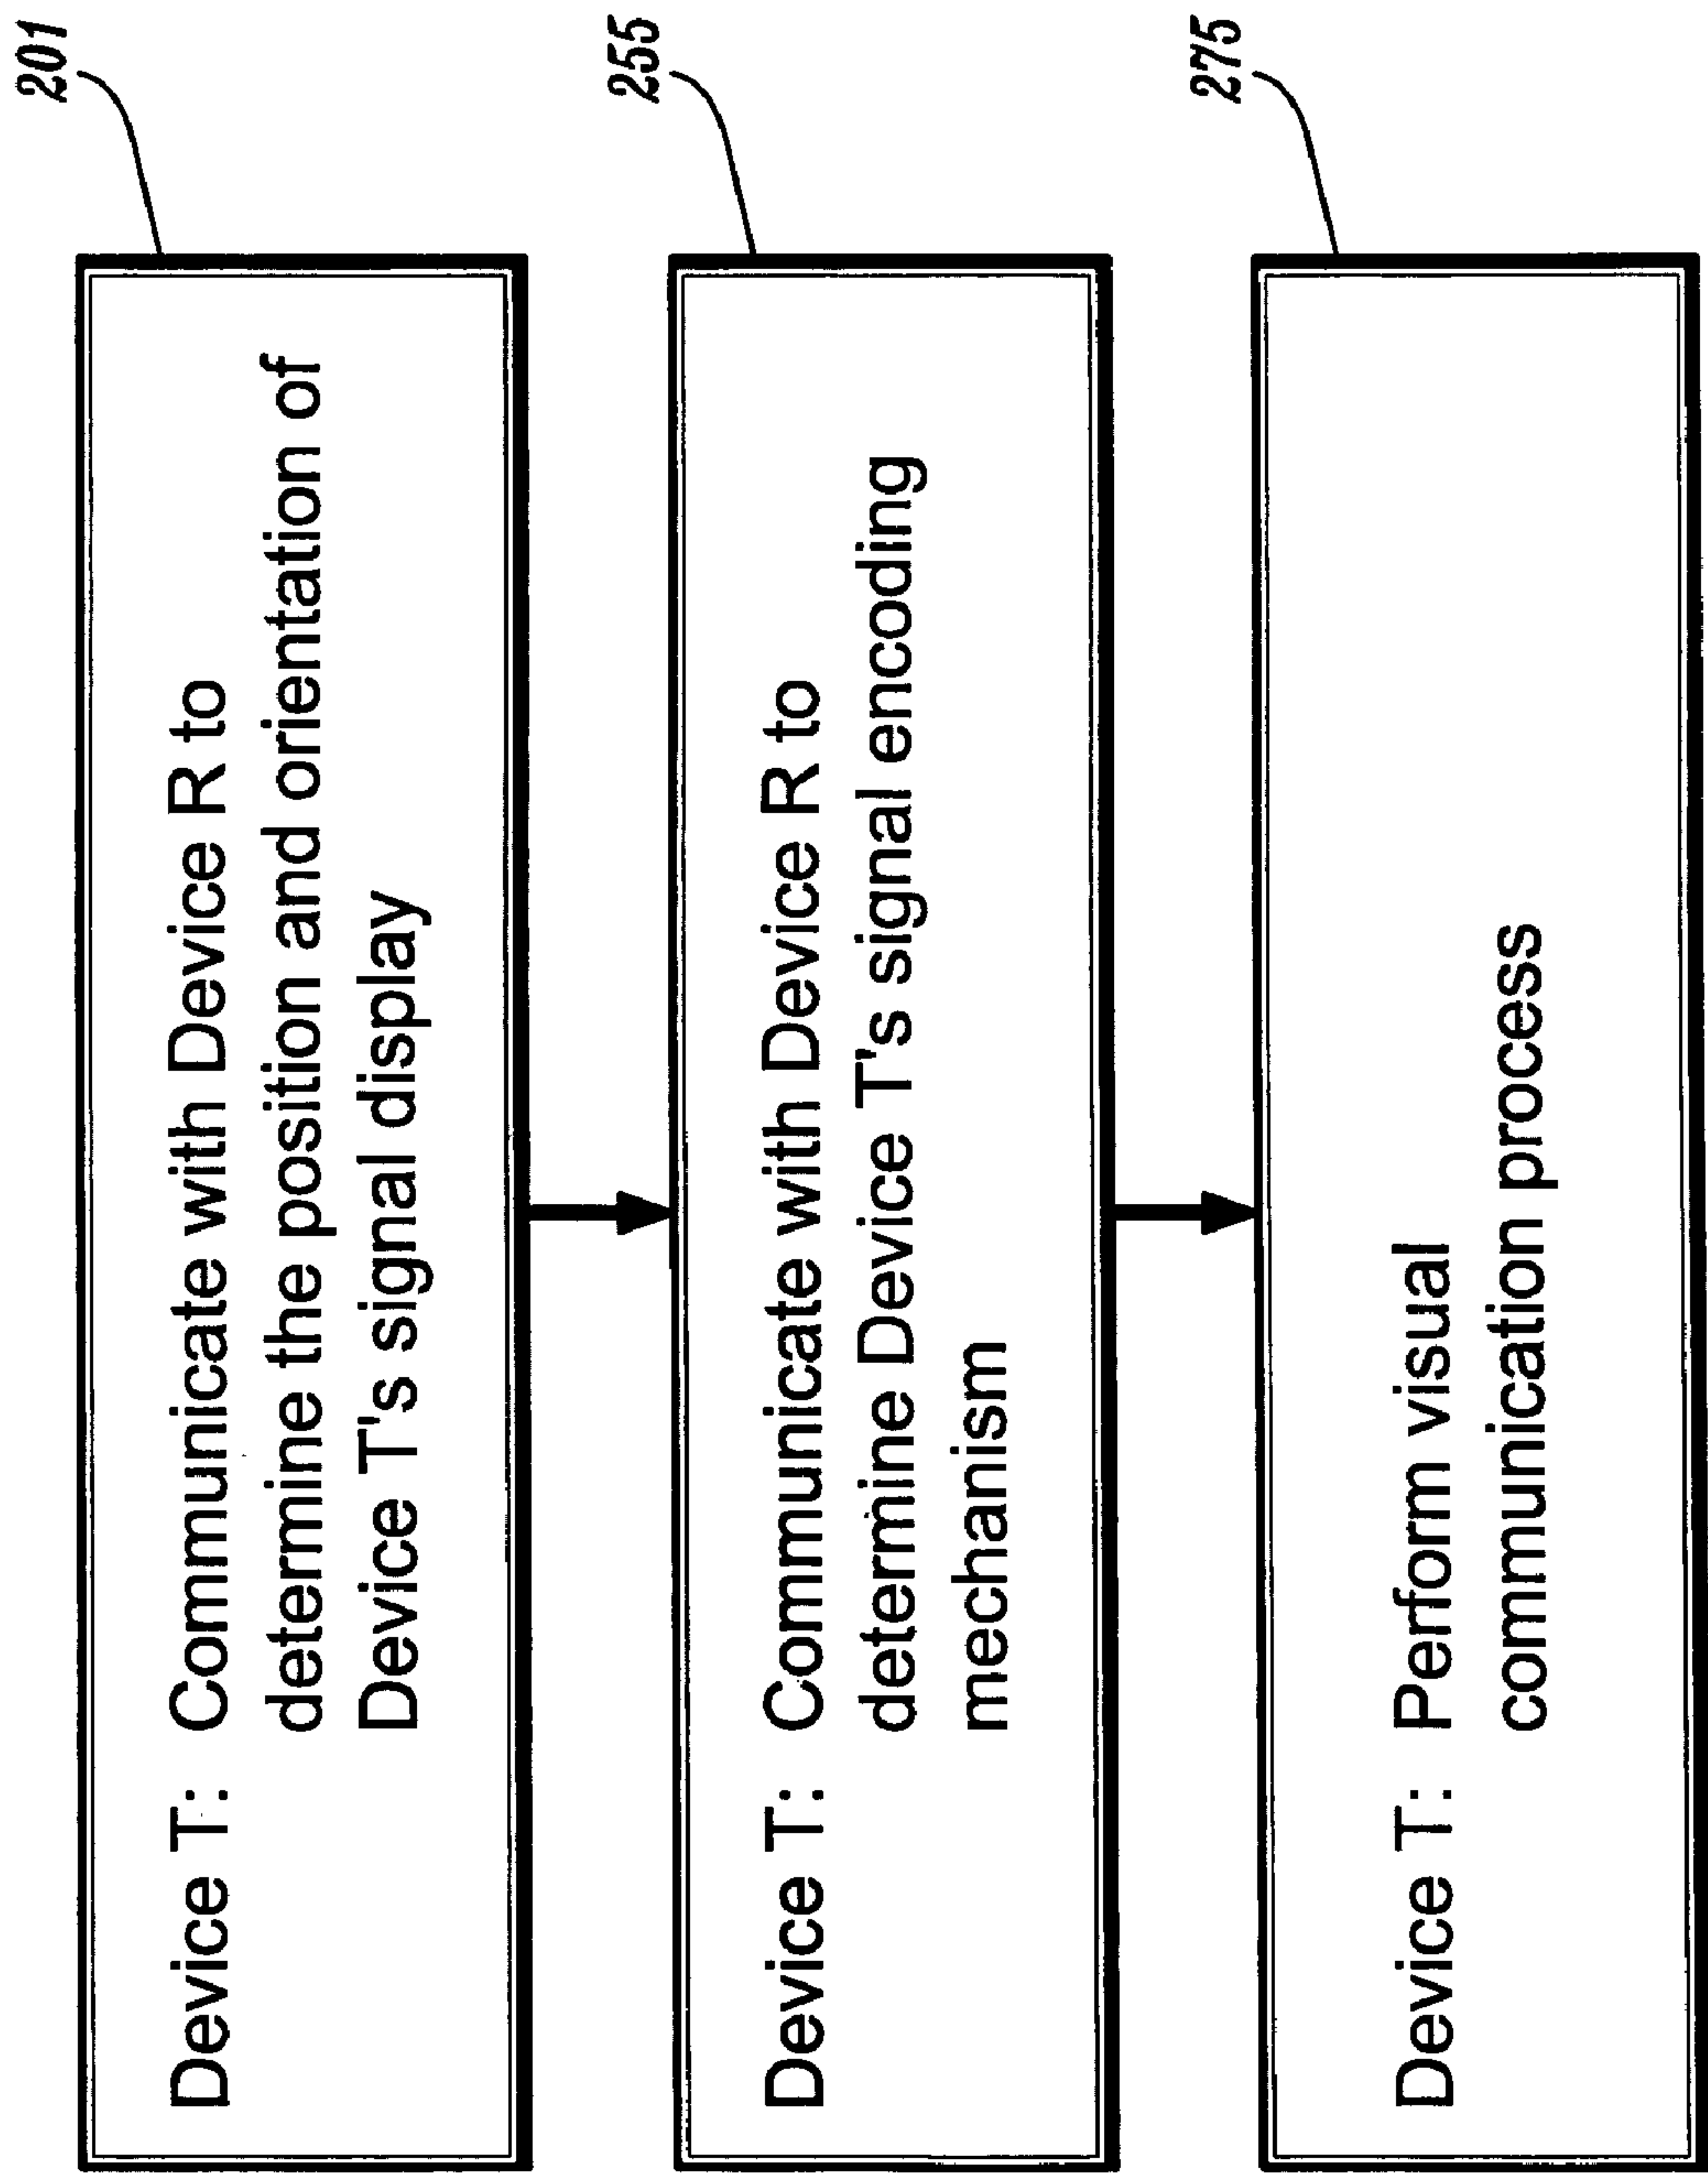 201
Device T: Communicate with Device R to
determine the position and orientation of
Device T's signal display
255
Device T: Communicate with Device R to
determine Device T's signal encoding
mechanism
275
Device T: Perform visual
communication process